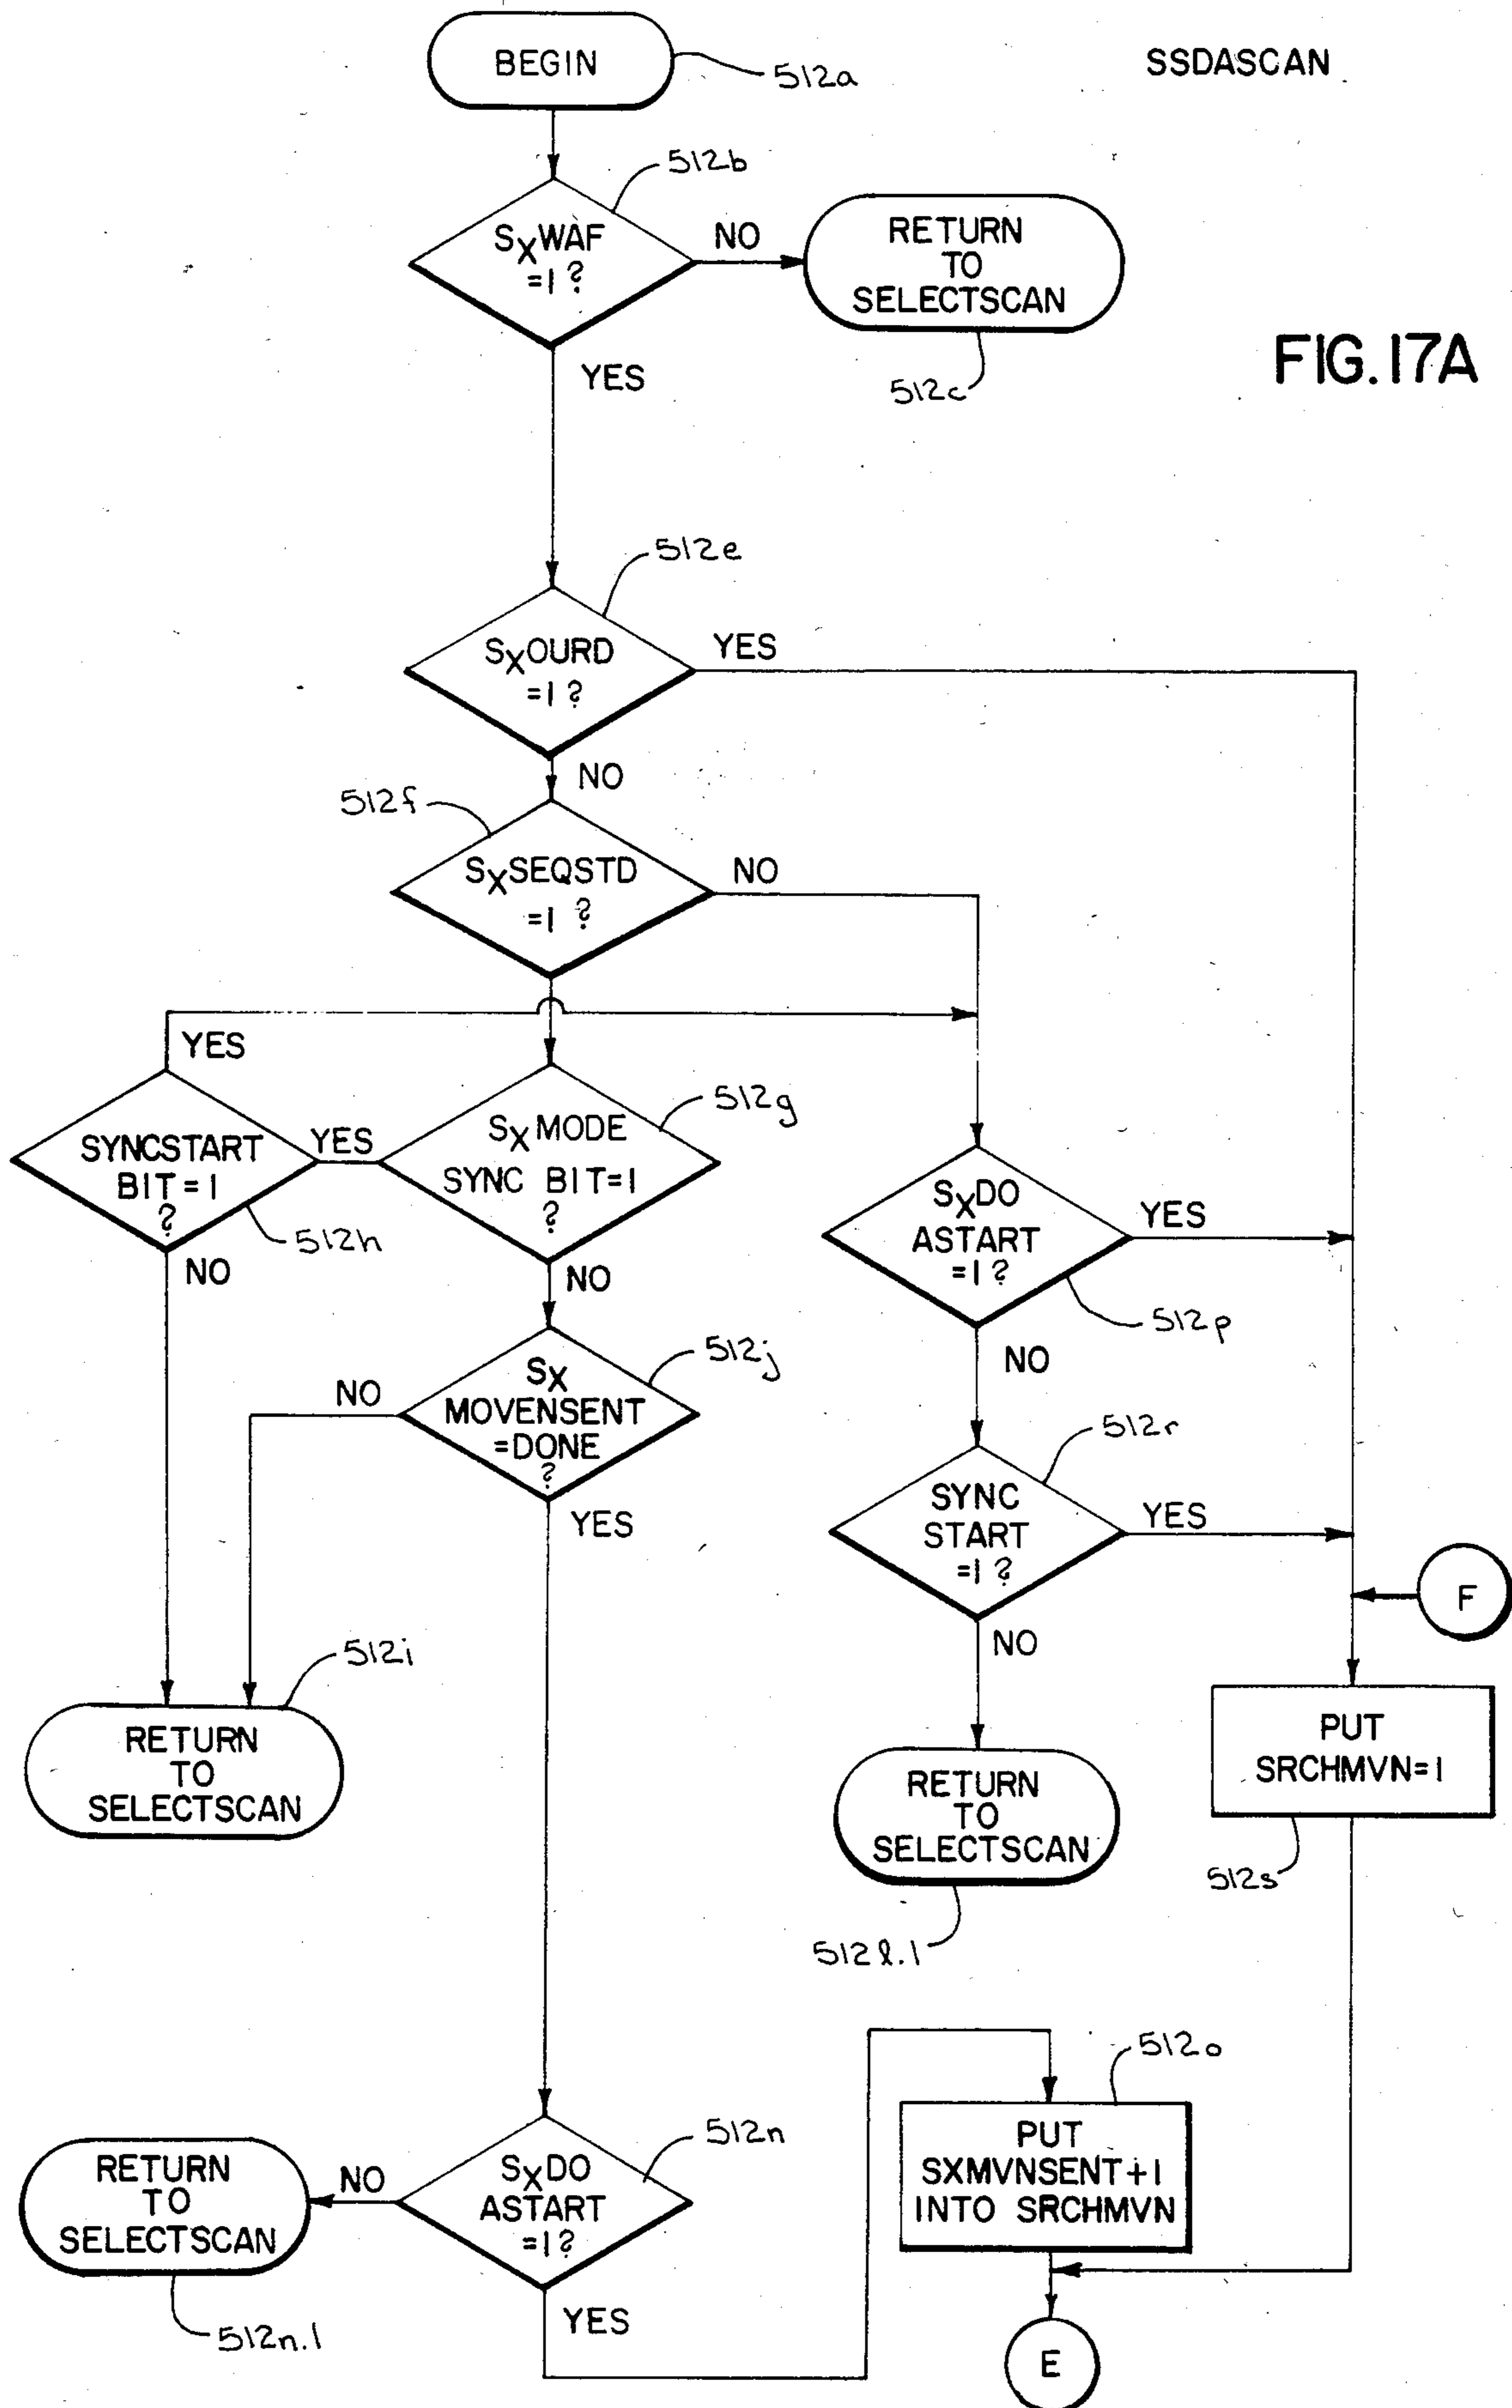 BEGIN
512a
SSDASCAN
512b
SXWAF
=1 ?
NO
RETURN
TO
SELECTSCAN
512c
FIG. 17A
YES
512e
SXOURD
=1 ?
YES
NO
512f
SXSEQSTD
=1 ?
NO
YES
SYNCSTART
BIT=1
?
512h
YES
SXMODE
SYNC BIT=1
?
512g
NO
NO
SXDO
ASTART
=1 ?
YES
512p
NO
SX
MOVENSENT
=DONE
?
512j
NO
YES
NO
512r
SYNC
START
=1 ?
YES
NO
F
512i
RETURN
TO
SELECTSCAN
RETURN
TO
SELECTSCAN
512l.1
PUT
SRCHMVN=1
512s
512o
PUT
SXMVNSENT+1
INTO SRCHMVN
512n
SXDO
ASTART
=1?
NO
RETURN
TO
SELECTSCAN
512n.1
YES
E